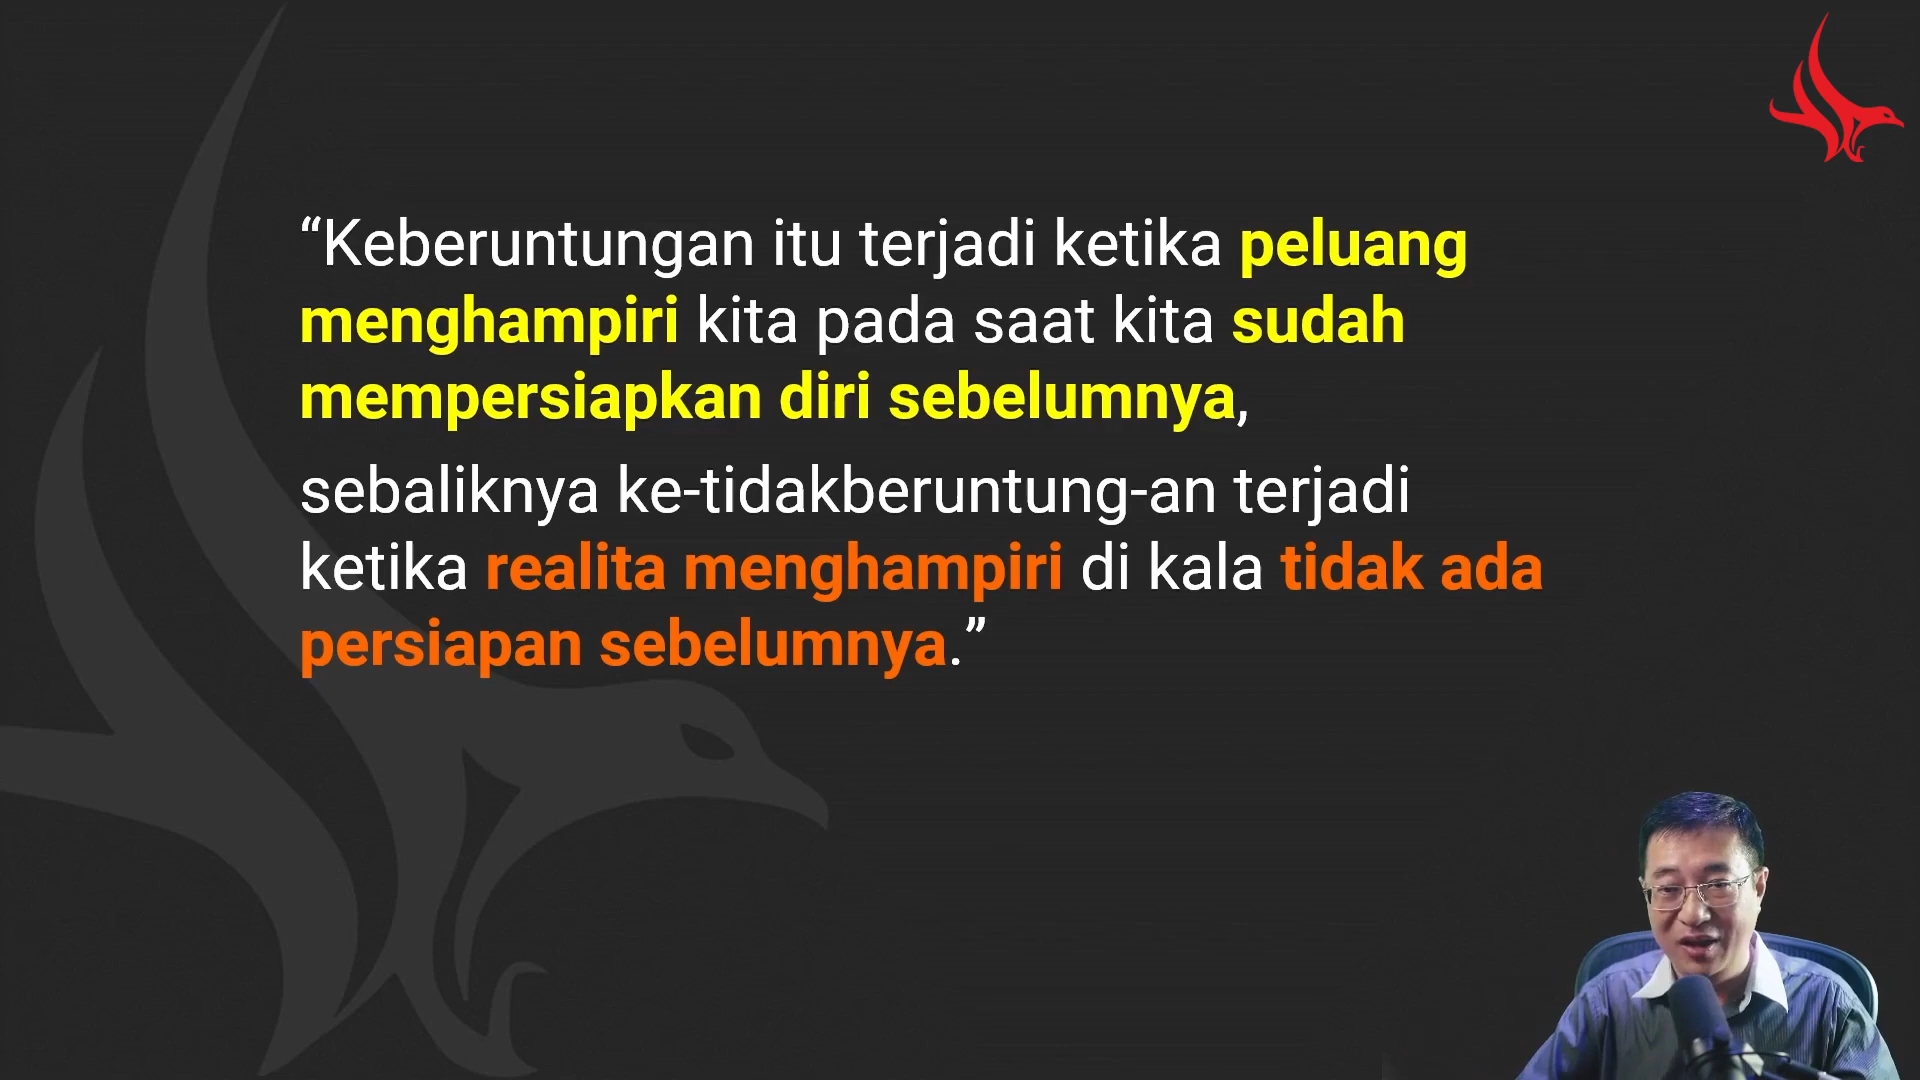 “Keberuntungan itu terjadi ketika peluang
menghampiri kita pada saat kita sudah
mempersiapkan diri sebelumnya,
sebaliknya ke-tidakberuntung-an terjadi
ketika realita menghampiri di kala tidak ada
persiapan sebelumnya.”